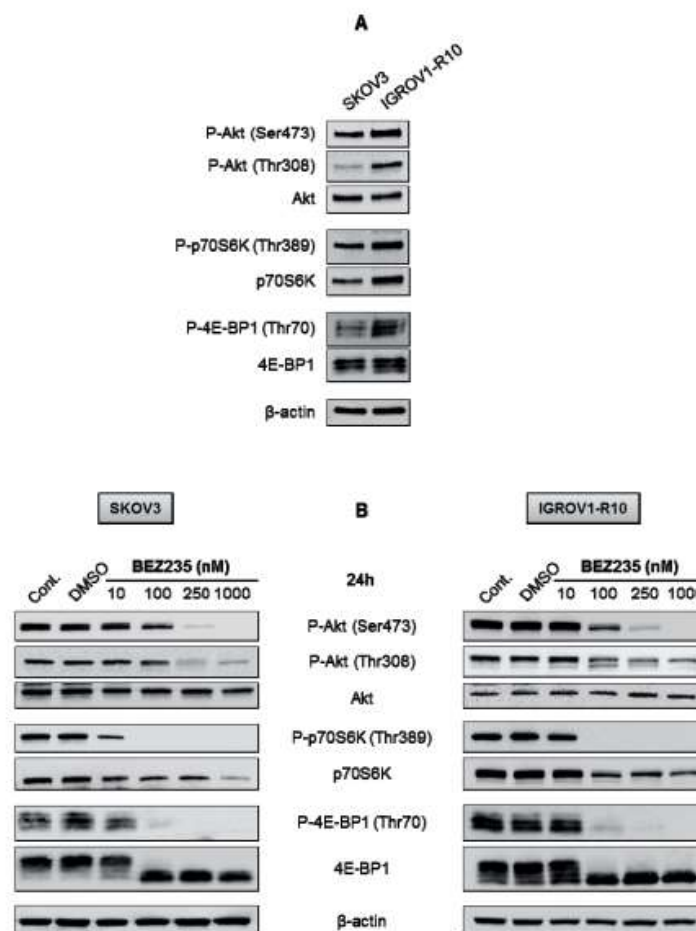 A
SKOV3 IGROV1-R10
P-Akt (Ser473)
P-Akt (Thr308)
Akt
P-p70S6K (Thr389)
p70S6K
P-4E-BP1 (Thr70)
4E-BP1
β-actin
SKOV3 B IGROV1-R10
Cont. DMSO BEZ235 (nM) 24h Cont. DMSO BEZ235 (nM)
10 100 250 1000 10 100 250 100
P-Akt (Ser473)
P-Akt (Thr308)
Akt
P-p70S6K (Thr389)
p70S6K
P-4E-BP1 (Thr70)
4E-BP1
β-actin